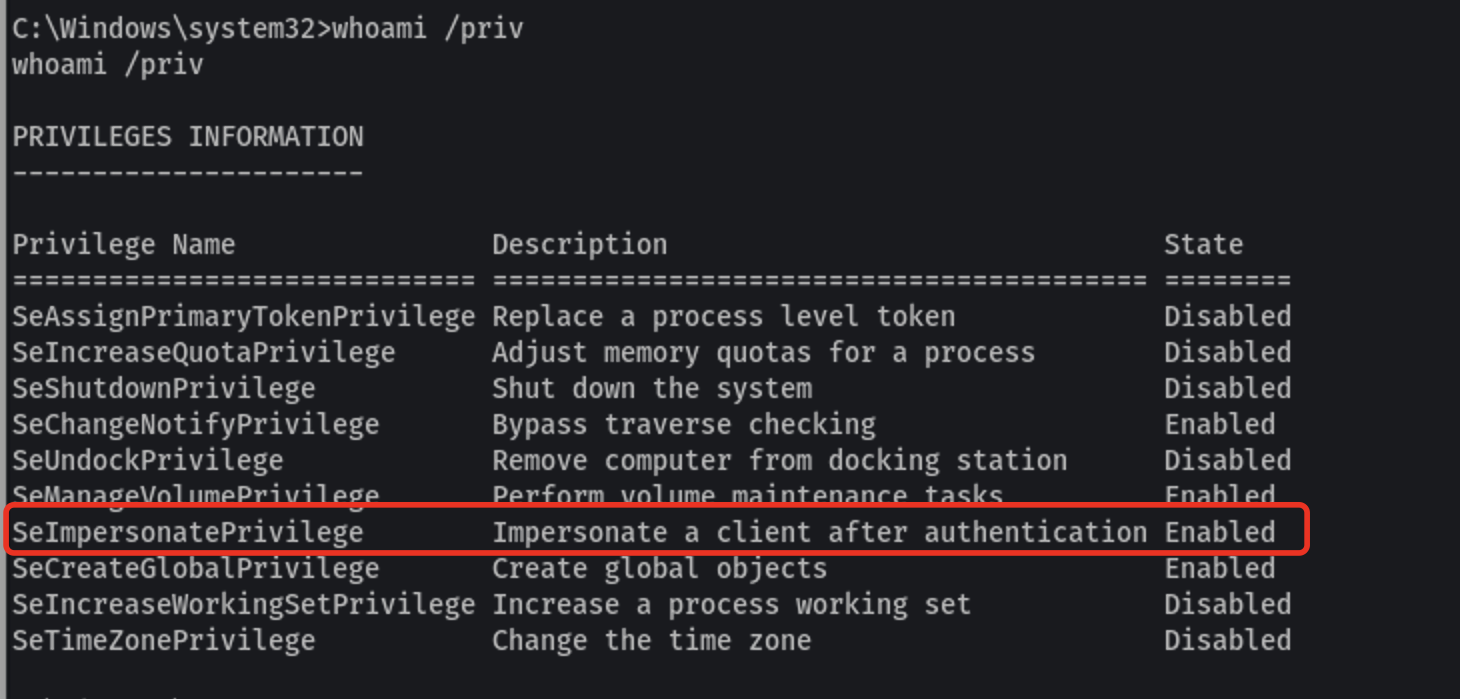 C:\Windows\system32>whoami /priv
whoami /priv
PRIVILEGES INFORMATION
----------------------
Privilege Name                Description                               State
============================= ========================================= ========
SeAssignPrimaryTokenPrivilege Replace a process level token             Disabled
SeIncreaseQuotaPrivilege      Adjust memory quotas for a process        Disabled
SeShutdownPrivilege           Shut down the system                      Disabled
SeChangeNotifyPrivilege       Bypass traverse checking                  Enabled
SeUndockPrivilege             Remove computer from docking station      Disabled
SeManageVolumePrivilege       Perform volume maintenance tasks          Enabled
SeImpersonatePrivilege        Impersonate a client after authentication Enabled
SeCreateGlobalPrivilege       Create global objects                     Enabled
SeIncreaseWorkingSetPrivilege Increase a process working set            Disabled
SeTimeZonePrivilege           Change the time zone                      Disabled